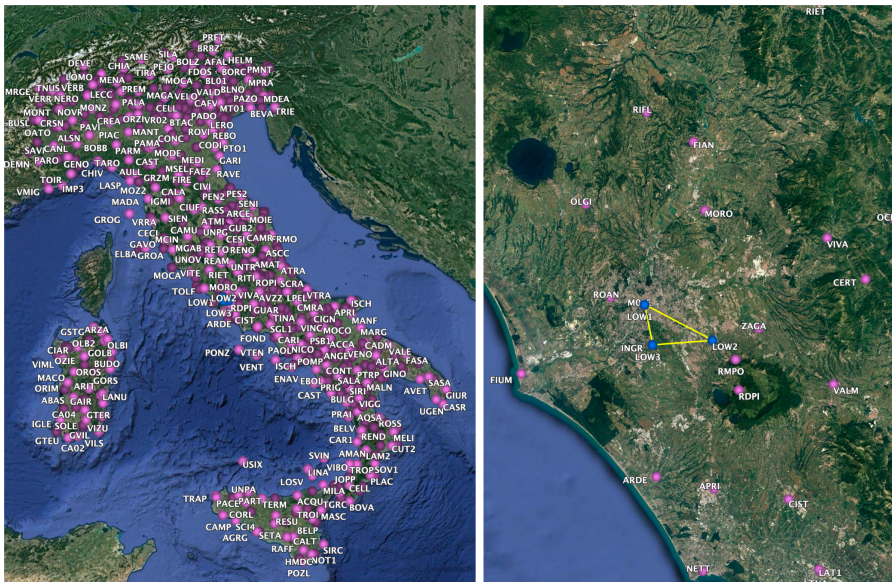 PRET
BRBZ
SAME SILA BOLZ AFAL HELM
DEVE CHIA PEJO FDOS BORC PMNT
LOMO MENA TIRA MOCA BL01 MPRA
MRGE TNUS VERB PREM MAGA VELO VALD BLNO MDEA
VERR NERO LECC PALA CELL CAFV PAZO
BUSL MONT NOVR MONZ ORZI VR02 PADO MT01 BEVA TRIE
CRSN CREA BTAC LERO
OATO PAVI MANT ROVI REBO
ALSN PIAC PAMA CONC CODI
SAVI CANL BOBB MODE PTO1
DEMN PARO GENO TARO PARM CAST MEDI GARI
TOIR CHIV AULL GRZM MSEL FAEZ RAVE
VMIG IMP3 LASP MOZ2 CALA FIRE CIVI
MADA IGMI CIUF PEN2 PES2
GROG VRRA SIEN RASS ARCE SENI
CECI CAMU ATMI GUB2 MOIE
GAVO MCIN UNPG CESI CAMR FRMO
ELBA GROA MGAB RETO RENO
MOCA UNOV REAM AMAT ASCC
VITE RIET UNTR ATRA
TOLF MORO RITI ROPI SCRA
LOW1 LOW2 VIVA AVZZ LPEL VTRA ISCH
LOW3 RDPI GUAR CMRA APRI
ARDE CIST TINA CIGN MANF
FOND SGL1 VINC MOCO MARG
PONZ VTEN CARI PSB1 ACCA CADM
PAOL NICO ANGE VENO VALE
VENT ISCH POMP CONT ALTA FASA
ENAV EBOL PTRP GINO
CAST PRIG SALA MALN AVET SASA
BULG SIRI VIGG GIUR
PRAI AQSA UGEN CASR
BELV ROSS
CAR1 REND MELI
AMAN LAM2 CUT2
GSTG ARZA
OLB2 OLBI
CIAR GOLB
VIML OZIE BUDO
MACO OROS
ORIM ARIT GORS
ABAS GAIR LANU
CA04 GTER
IGLE SOLE VIZU
GTEU GVIL VILS
CA02
USIX SVIN VIBO TROP SOV1
LINA JOPP PLAC
LOSV MILA CELL
TRAP UNPA ACQU TGRC BOVA
PACE PART TERM TROI MASC
CORL RESU
CAMP SCI4 BELP
AGRG SETA CALT
RAFF SIRC
HMDC NOT1
POZL
RIET
RIFL
FIAN
OLGI
MORO
OC
VIVA
CERT
ROAN
MO
LOW1
ZAGA
INGR
LOW2
LOW3
RMPO
FIUM
RDPI
VALM
ARDE
APRI
CIST
NETT
LAT1